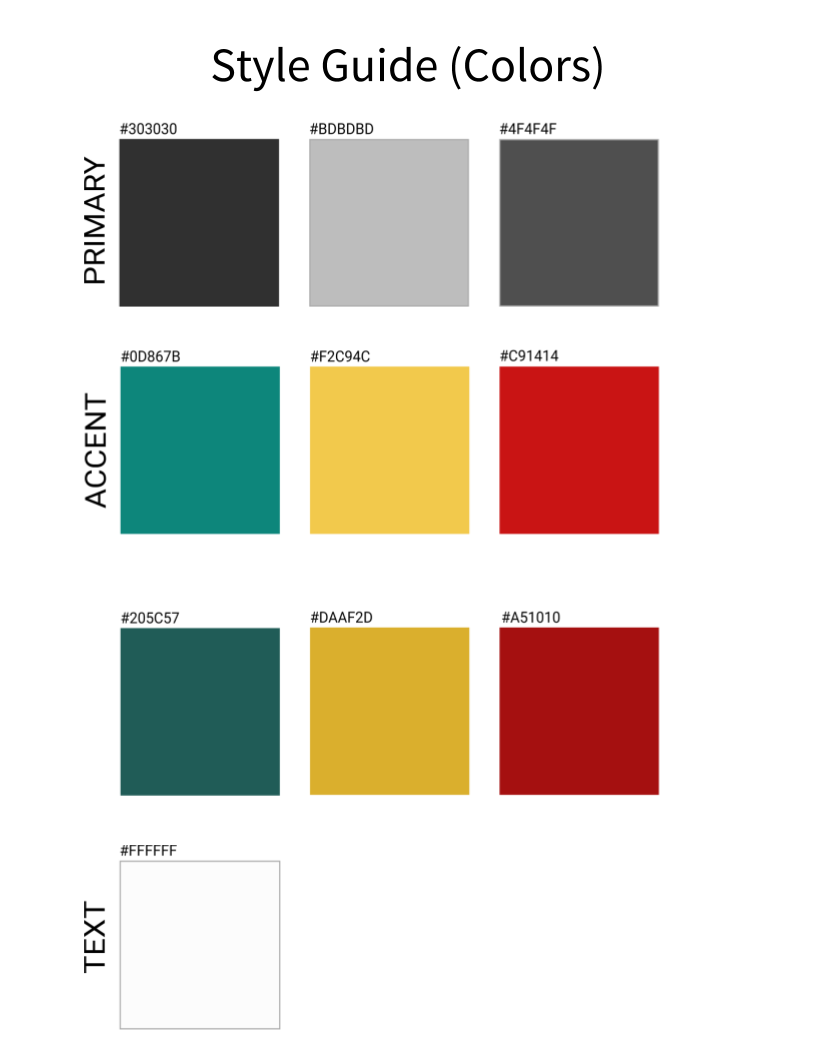 Style Guide (Colors)
PRIMARY
#303030
#BDBDBD
#4F4F4F
ACCENT
#0D867B
#F2C94C
#C91414
#205C57
#DAAF2D
#A51010
TEXT
#FFFFFF